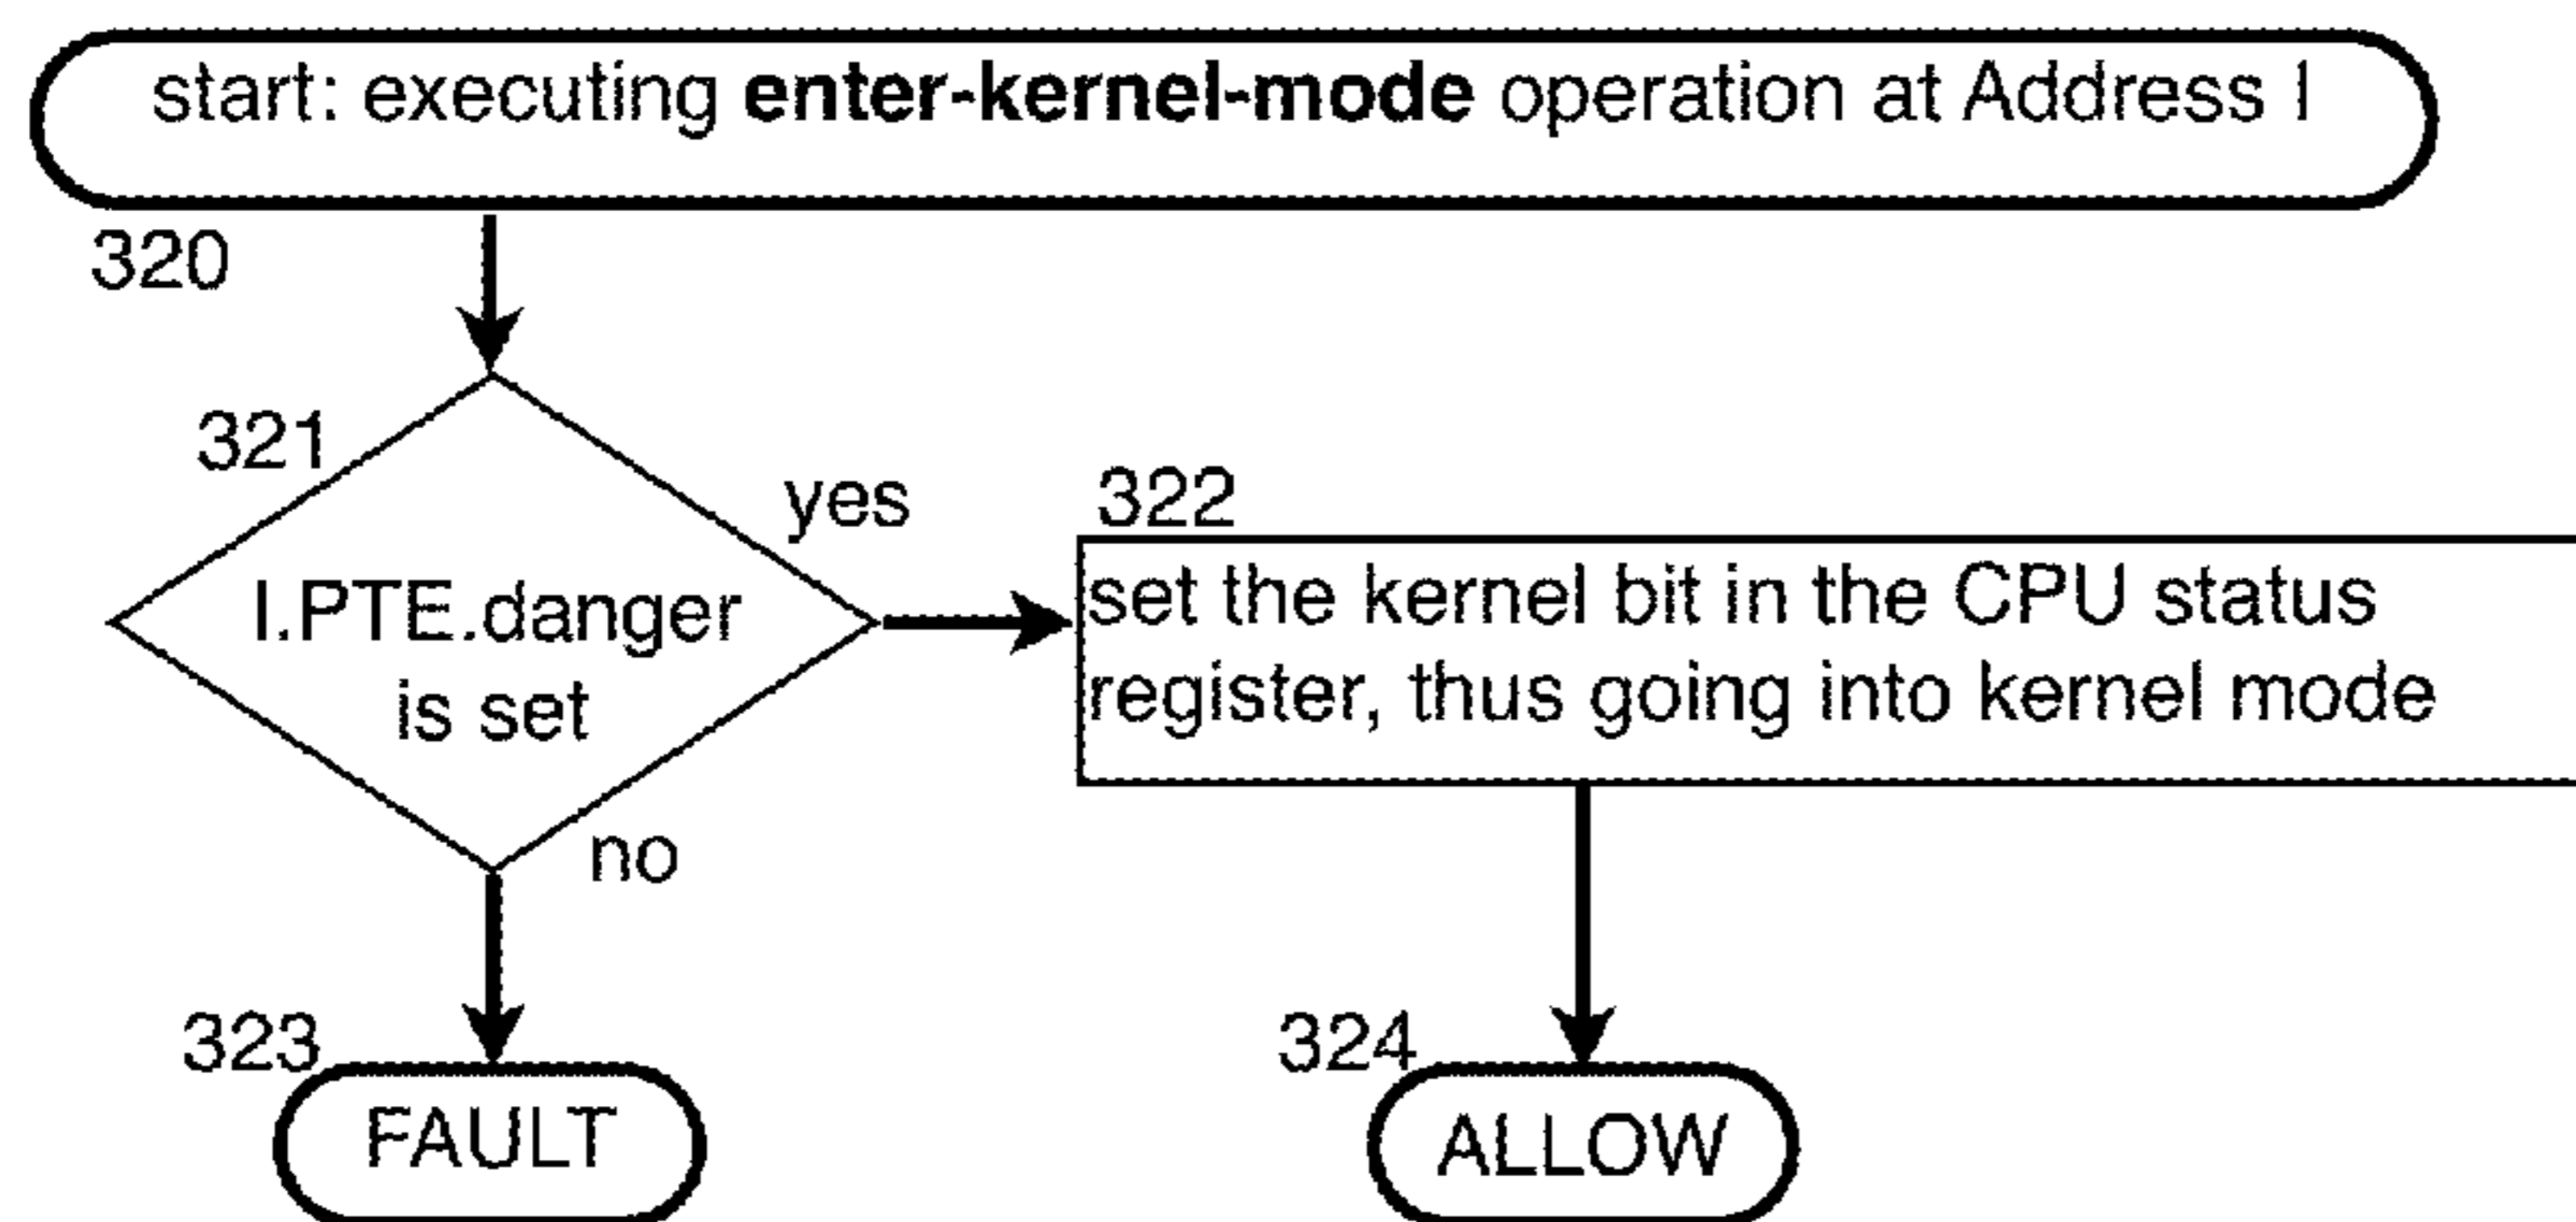 start: executing enter-kernel-mode operation at Address I
320
321
yes
322
I.PTE.danger
is set
set the kernel bit in the CPU status
register, thus going into kernel mode
no
323
FAULT
324
ALLOW